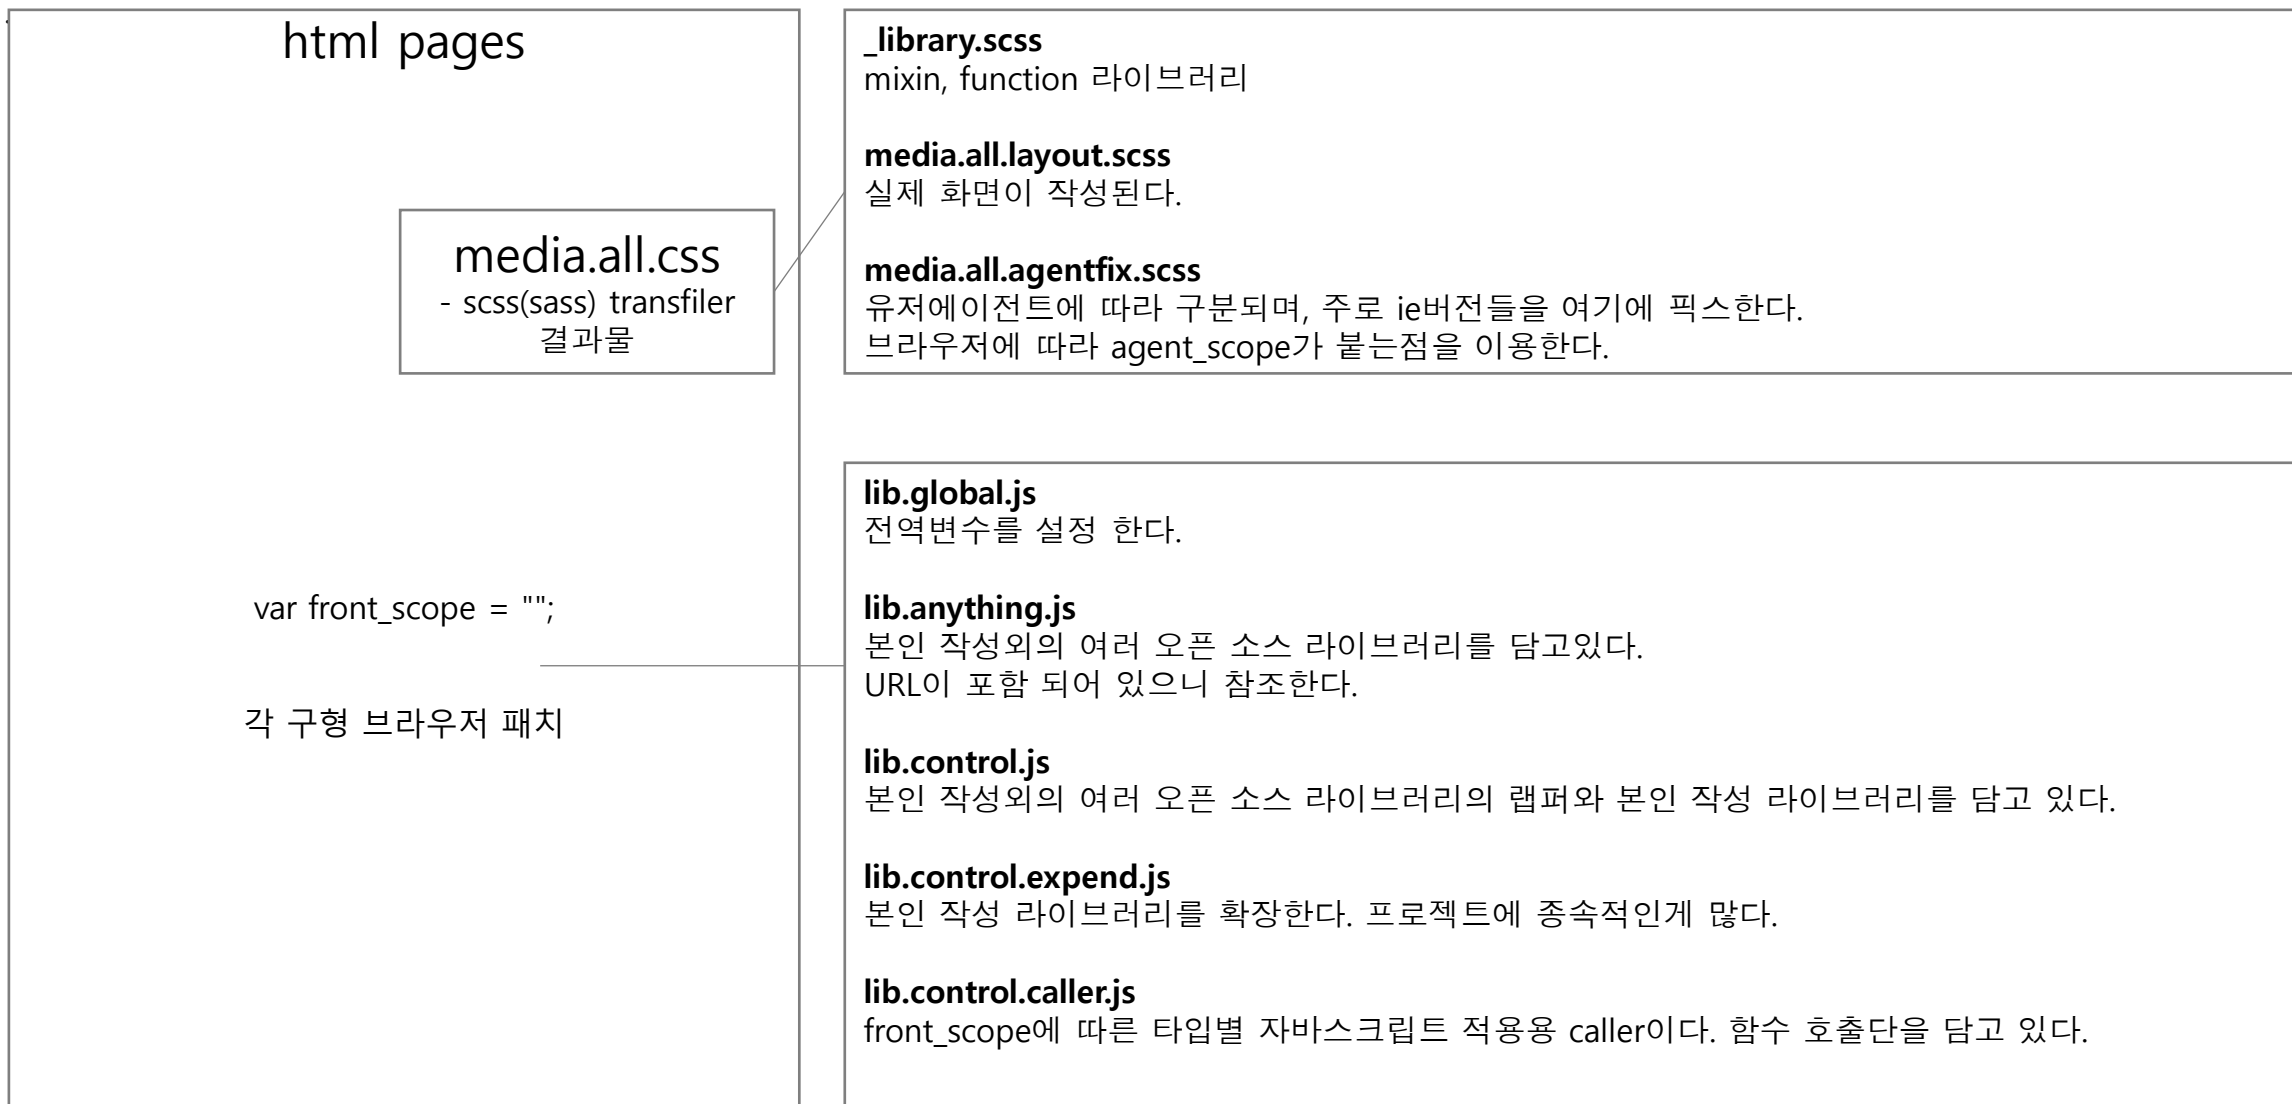 html pages
media.all.css
- scss(sass) transfiler
결과물
var front_scope = "";
각 구형 브라우저 패치
_library.scss
mixin, function 라이브러리
media.all.layout.scss
실제 화면이 작성된다.
media.all.agentfix.scss
유저에이전트에 따라 구분되며, 주로 ie버전들을 여기에 픽스한다.
브라우저에 따라 agent_scope가 붙는점을 이용한다.
lib.global.js
전역변수를 설정 한다.
lib.anything.js
본인 작성외의 여러 오픈 소스 라이브러리를 담고있다.
URL이 포함 되어 있으니 참조한다.
lib.control.js
본인 작성외의 여러 오픈 소스 라이브러리의 랩퍼와 본인 작성 라이브러리를 담고 있다.
lib.control.expend.js
본인 작성 라이브러리를 확장한다. 프로젝트에 종속적인게 많다.
lib.control.caller.js
front_scope에 따른 타입별 자바스크립트 적용용 caller이다. 함수 호출단을 담고 있다.